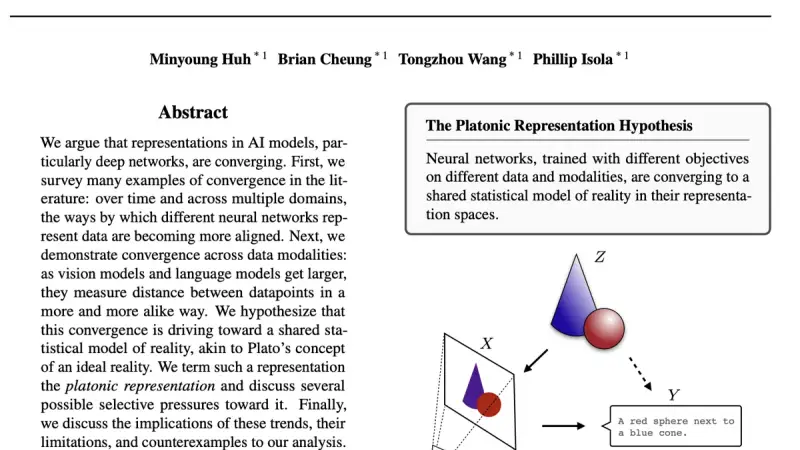 Minyoung Huh * 1 Brian Cheung * 1 Tongzhou Wang * 1 Phillip Isola * 1
Abstract
We argue that representations in AI models, par-
ticularly deep networks, are converging. First, we
survey many examples of convergence in the lit-
erature: over time and across multiple domains,
the ways by which different neural networks rep-
resent data are becoming more aligned. Next, we
demonstrate convergence across data modalities:
as vision models and language models get larger,
they measure distance between datapoints in a
more and more alike way. We hypothesize that
this convergence is driving toward a shared sta-
tistical model of reality, akin to Plato’s concept
of an ideal reality. We term such a representation
the platonic representation and discuss several
possible selective pressures toward it. Finally,
we discuss the implications of these trends, their
limitations, and counterexamples to our analysis.
The Platonic Representation Hypothesis
Neural networks, trained with different objectives
on different data and modalities, are converging to a
shared statistical model of reality in their representa-
tion spaces.
Z
X
Y
A red sphere next to
a blue cone.